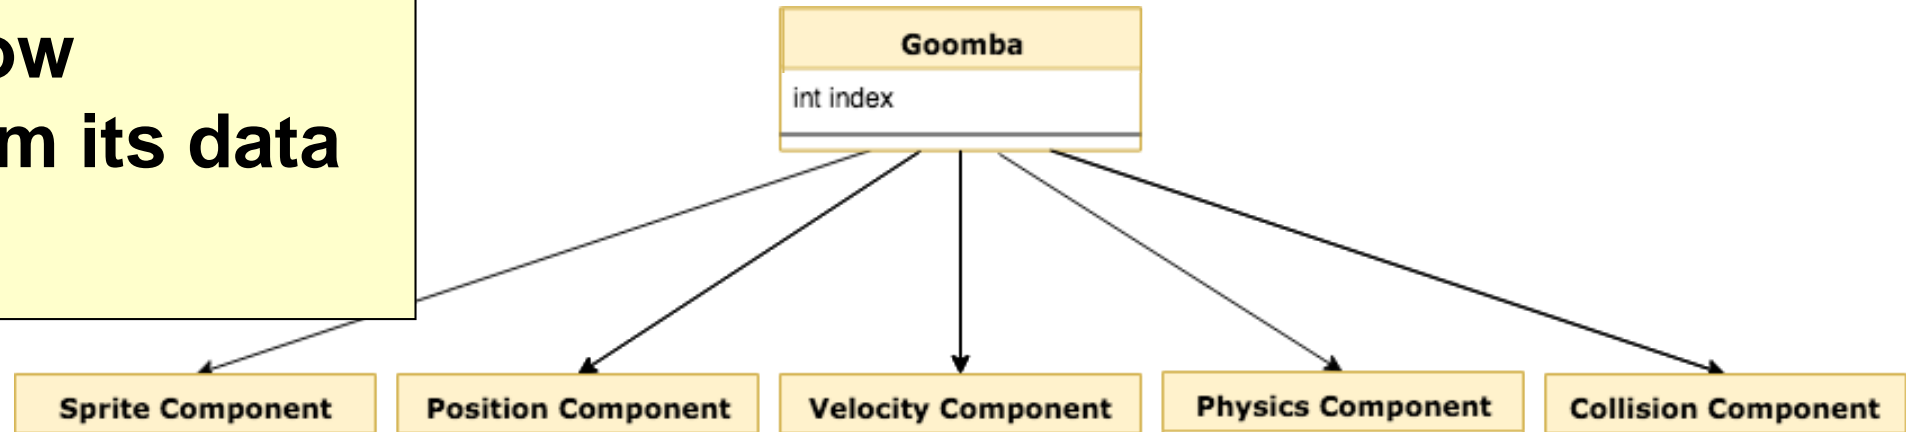 ow
m its data
Goomba
int index
Sprite Component
Position Component
Velocity Component
Physics Component
Collision Component